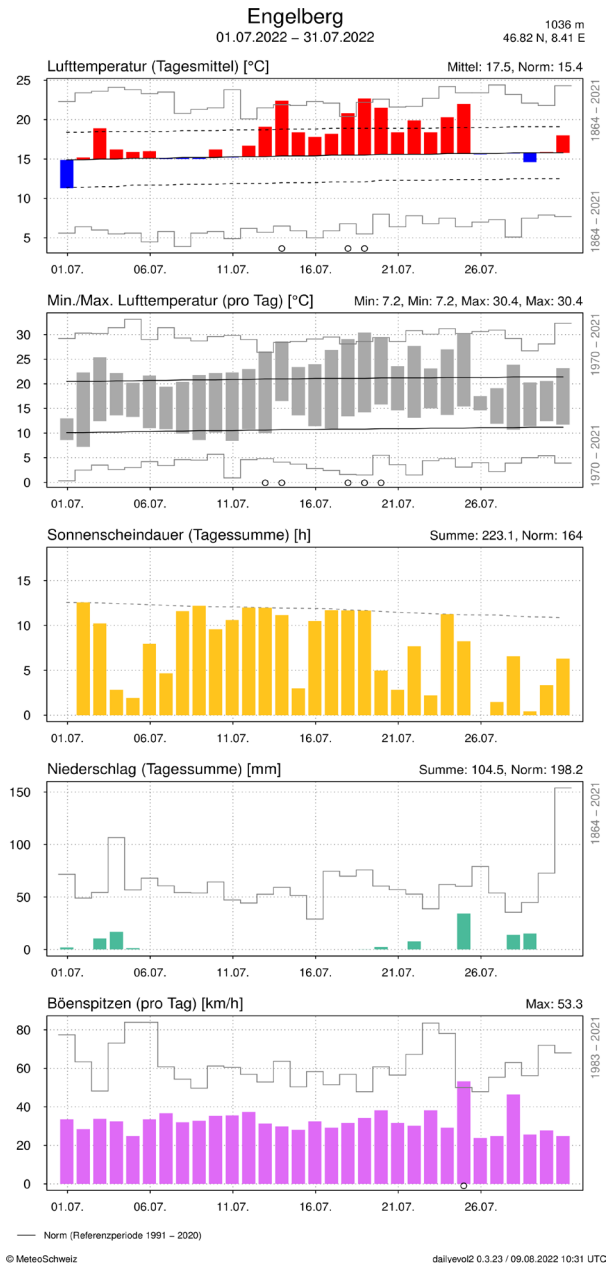 Engelberg
01.07.2022 – 31.07.2022
1036 m
46.82 N, 8.41 E
Lufttemperatur (Tagesmittel) [°C]
Mittel: 17.5, Norm: 15.4
25
20
15
10
5
1864 – 2021
1864 – 2021
01.07.
06.07.
11.07.
16.07.
21.07.
26.07.
Min./Max. Lufttemperatur (pro Tag) [°C]
Min: 7.2, Min: 7.2, Max: 30.4, Max: 30.4
30
25
20
15
10
5
0
1970 – 2021
1970 – 2021
01.07.
06.07.
11.07.
16.07.
21.07.
26.07.
Sonnenscheindauer (Tagessumme) [h]
Summe: 223.1, Norm: 164
15
10
5
0
01.07.
06.07.
11.07.
16.07.
21.07.
26.07.
Niederschlag (Tagessumme) [mm]
Summe: 104.5, Norm: 198.2
150
100
50
0
1864 – 2021
01.07.
06.07.
11.07.
16.07.
21.07.
26.07.
Böenspitzen (pro Tag) [km/h]
Max: 53.3
80
60
40
20
0
1983 – 2021
01.07.
06.07.
11.07.
16.07.
21.07.
26.07.
Norm (Referenzperiode 1991 – 2020)
© MeteoSchweiz
dailyevol2 0.3.23 / 09.08.2022 10:31 UTC